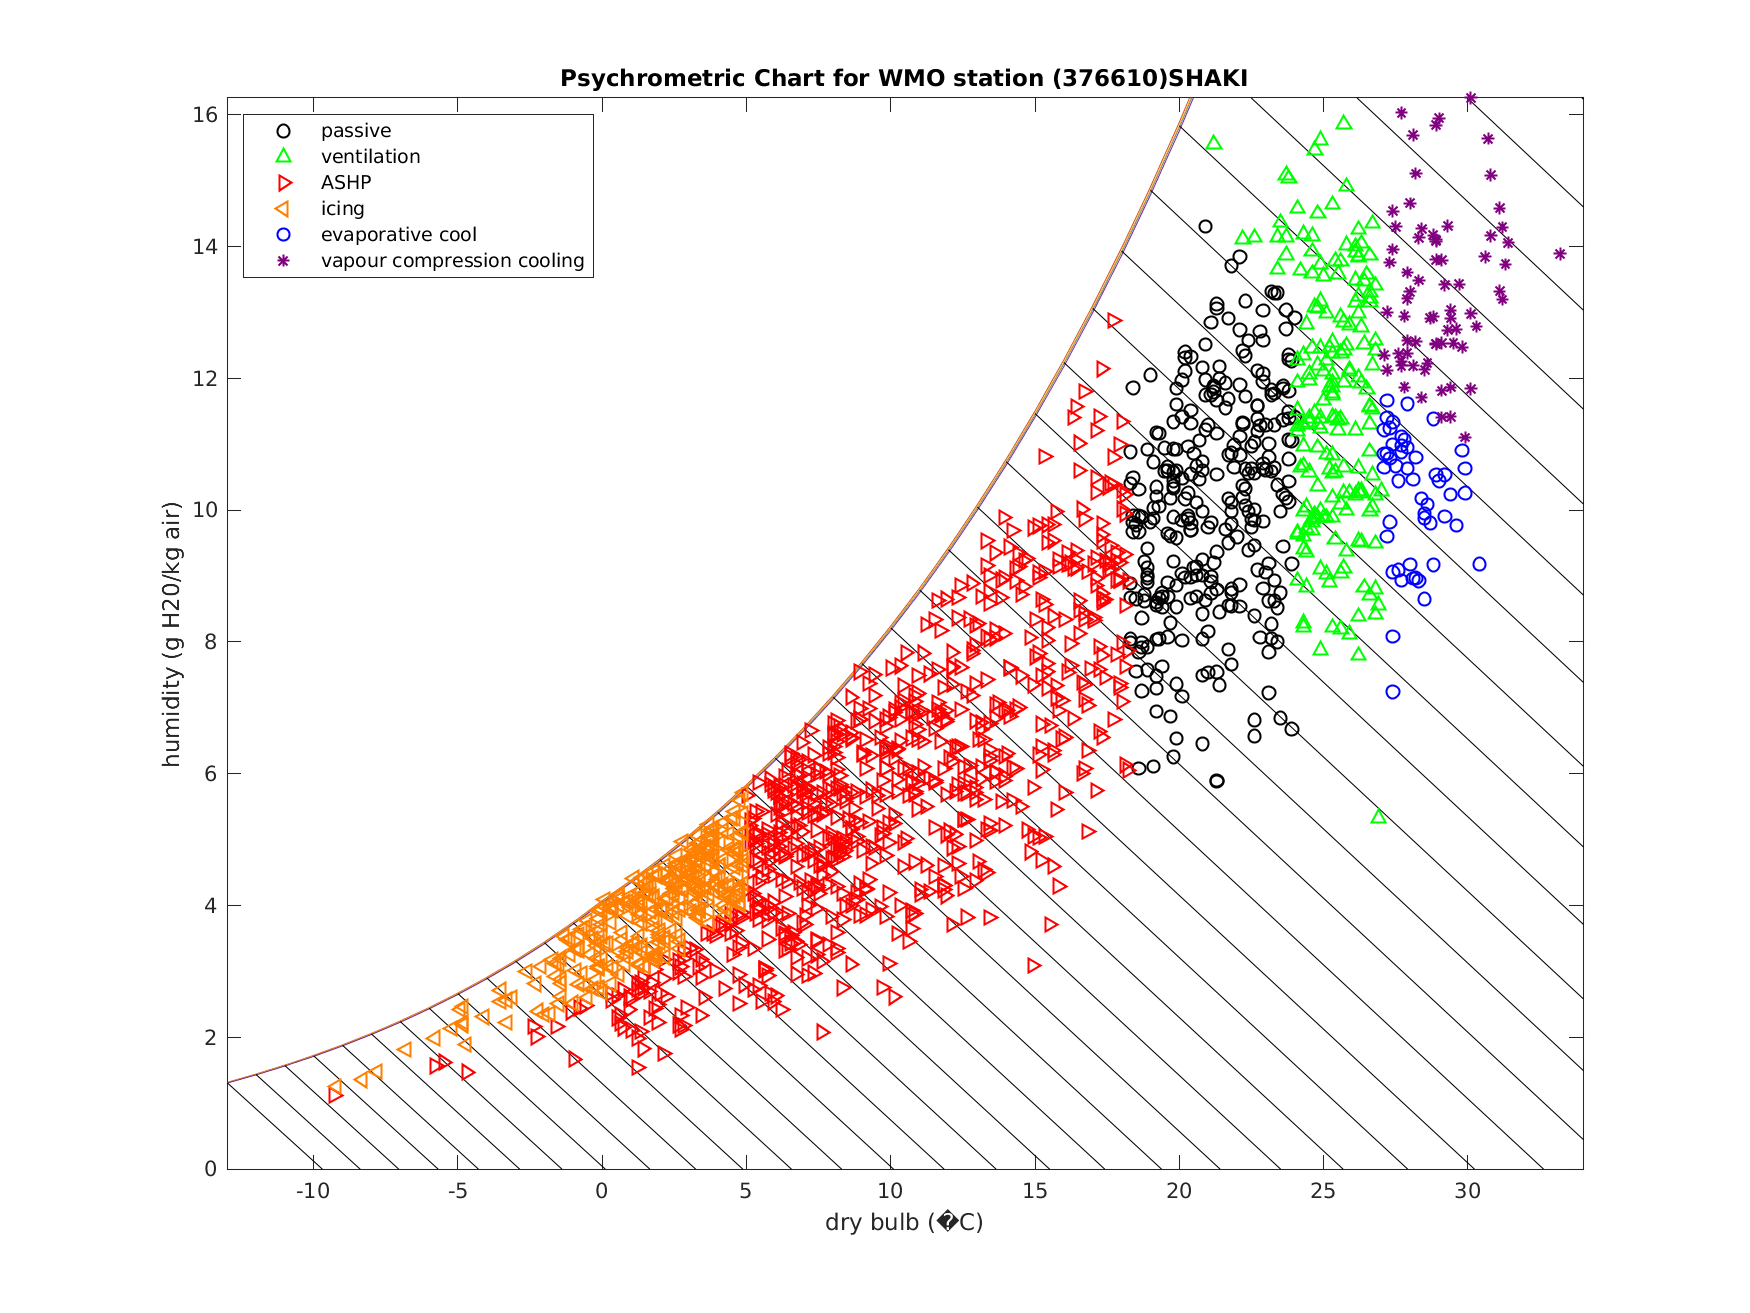 Psychrometric Chart for WMO station (376610)SHAKI
passive
ventilation
ASHP
icing
evaporative cool
vapour compression cooling
humidity (g H20/kg air)
16
14
12
10
8
6
4
2
0
-10 -5 0 5 10 15 20 25 30
dry bulb (�C)